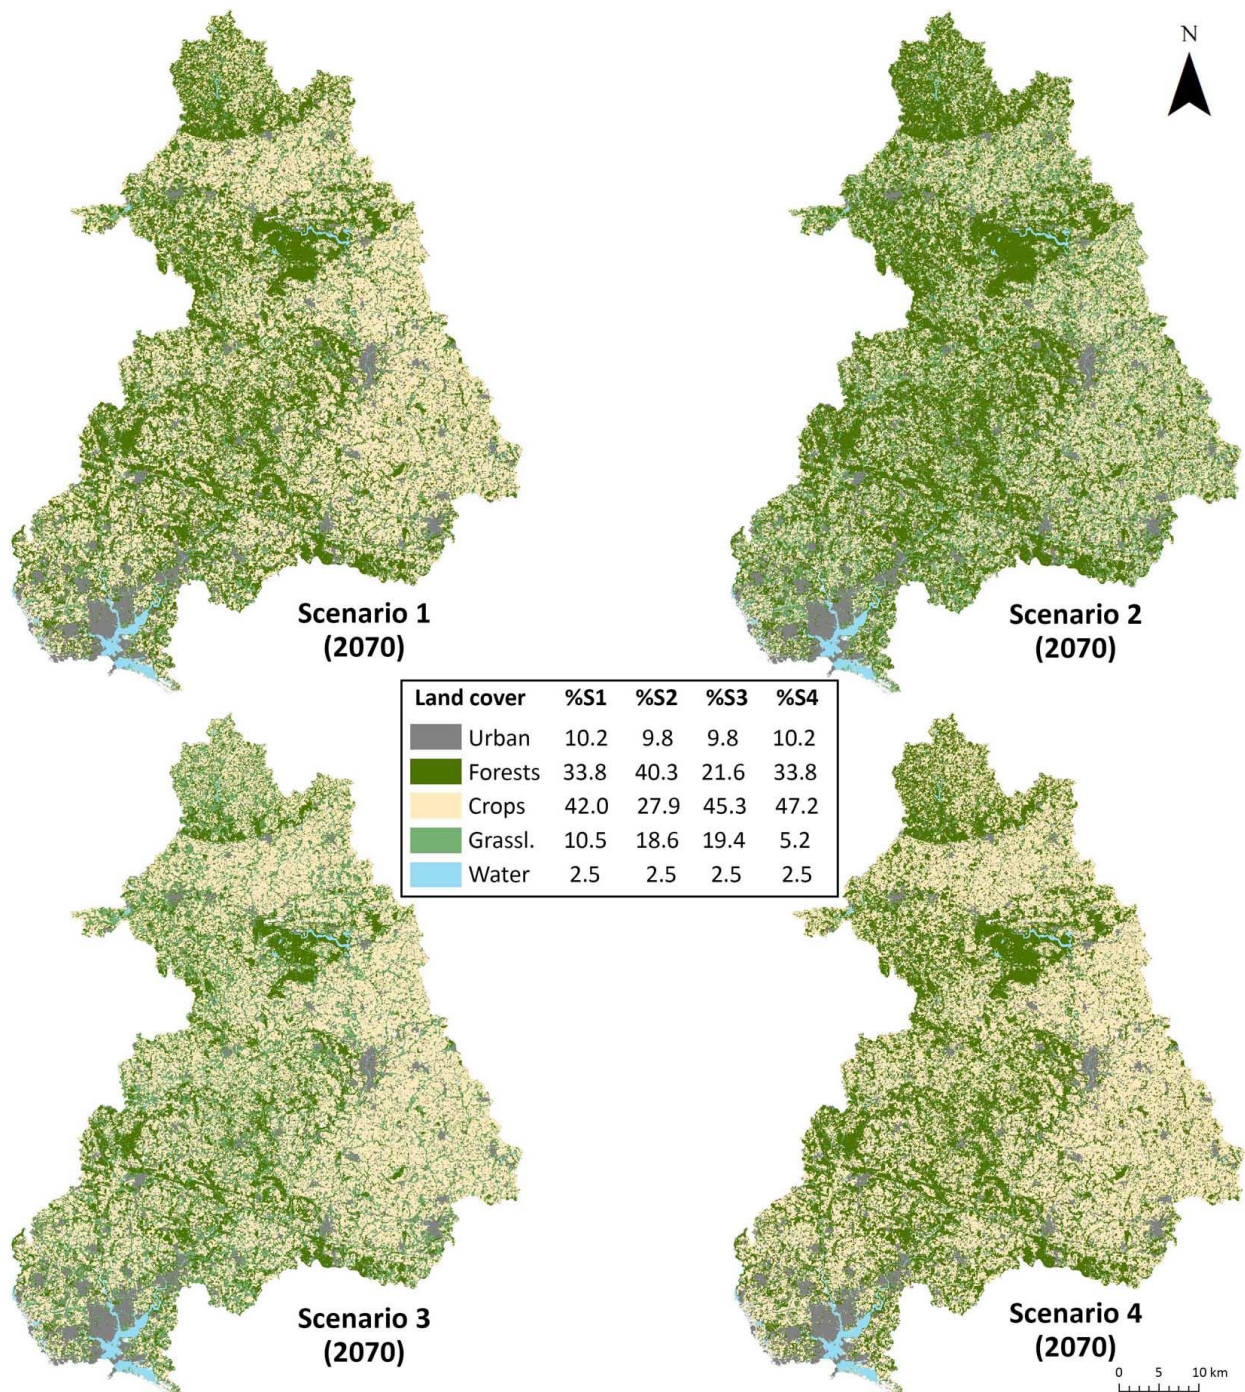 N
Scenario 1
(2070)
Scenario 2
(2070)
Land cover %S1 %S2 %S3 %S4
Urban 10.2 9.8 9.8 10.2
Forests 33.8 40.3 21.6 33.8
Crops 42.0 27.9 45.3 47.2
Grassl. 10.5 18.6 19.4 5.2
Water 2.5 2.5 2.5 2.5
Scenario 3
(2070)
Scenario 4
(2070)
0 5 10 km